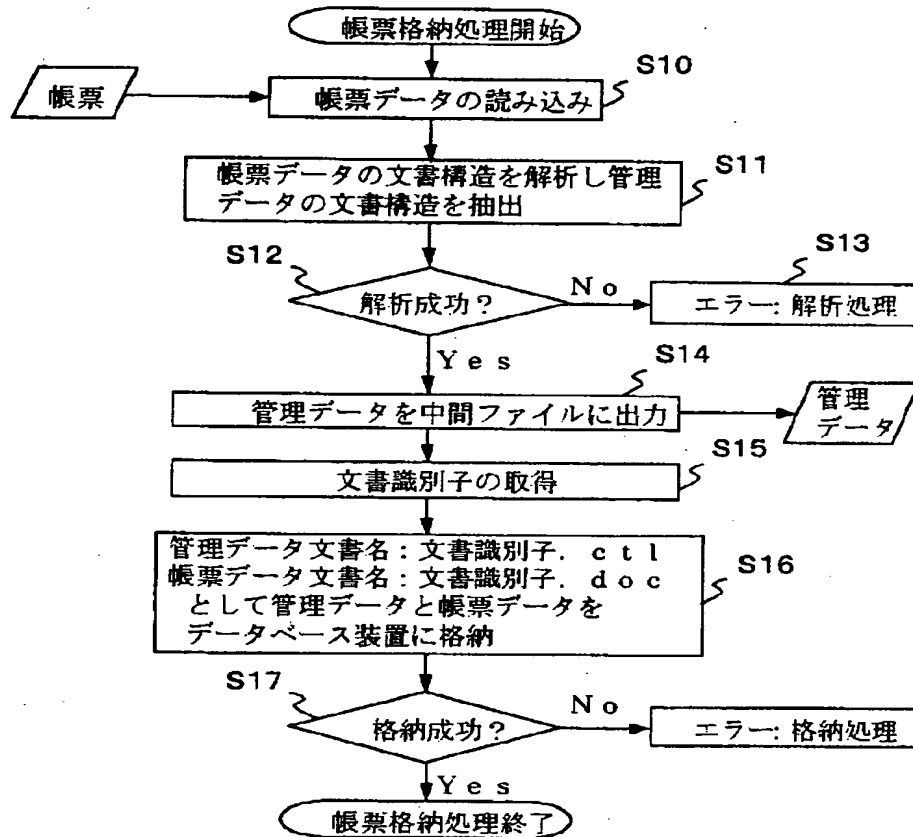 帳票格納処理開始
S10
帳票
帳票データの読み込み
S11
帳票データの文書構造を解析し管理
データの文書構造を抽出
S12
S13
解析成功?
No
エラー: 解析処理
Yes
S14
管理データを中間ファイルに出力
管理
データ
S15
文書識別子の取得
管理データ文書名:文書識別子. ctl
帳票データ文書名:文書識別子. doc
として管理データと帳票データを
データベース装置に格納
S16
S17
格納成功?
No
エラー: 格納処理
Yes
帳票格納処理終了